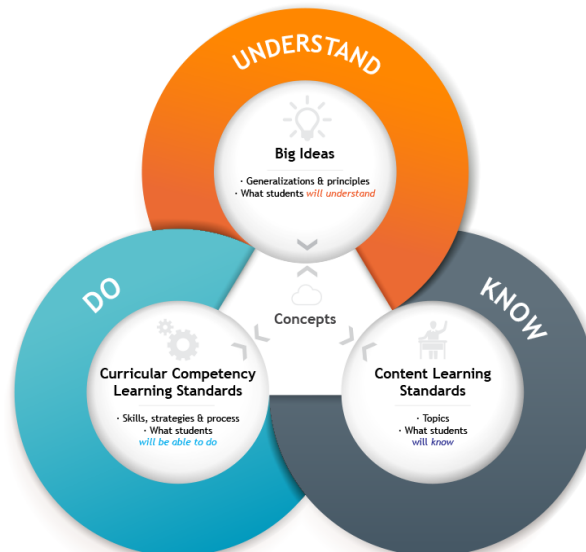 UNDERSTAND
Big Ideas
· Generalizations & principles
· What students will understand
DO
KNOW
Concepts
Curricular Competency
Learning Standards
· Skills, strategies & process
· What students
will be able to do
Content Learning
Standards
· Topics
· What students
will know